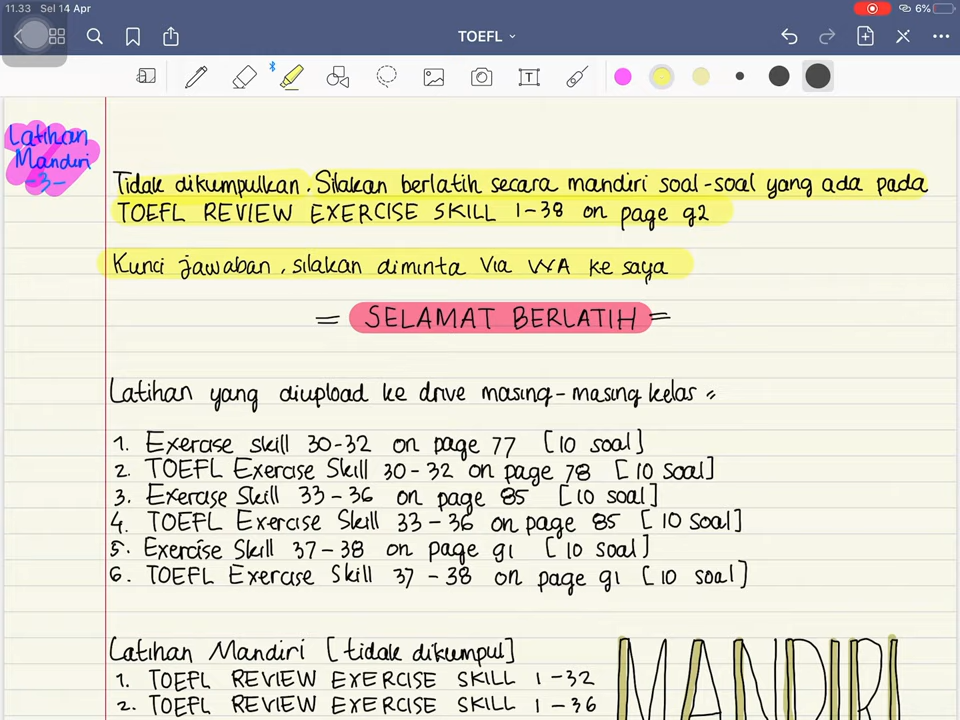 11.33 Sel 14 Apr
6%
TOEFL
T
Latihan
Mandiri
-3-
Tidak dikumpulkan. Silakan berlatih secara mandiri soal-soal yang ada pada
TOEFL REVIEW EXERCISE SKILL 1-38 on page 92
Kunci jawaban, silakan diminta via WA ke saya
= SELAMAT BERLATIH =
Latihan yang diupload ke drive masing-masing kelas =
1. Exercise skill 30-32 on page 77 [10 soal]
2. TOEFL Exercise Skill 30-32 on page 78 [10 soal]
3. Exercise Skill 33-36 on page 85 [10 soal]
4. TOEFL Exercise Skill 33-36 on page 85 [10 soal]
5. Exercise Skill 37-38 on page 91 [10 soal]
6. TOEFL Exercise Skill 37-38 on page 91 [10 soal]
Latihan Mandiri [tidak dikumpul]
1. TOEFL REVIEW EXERCISE SKILL 1-32
2. TOEFL REVIEW EXERCISE SKILL 1-36
MANDIRI